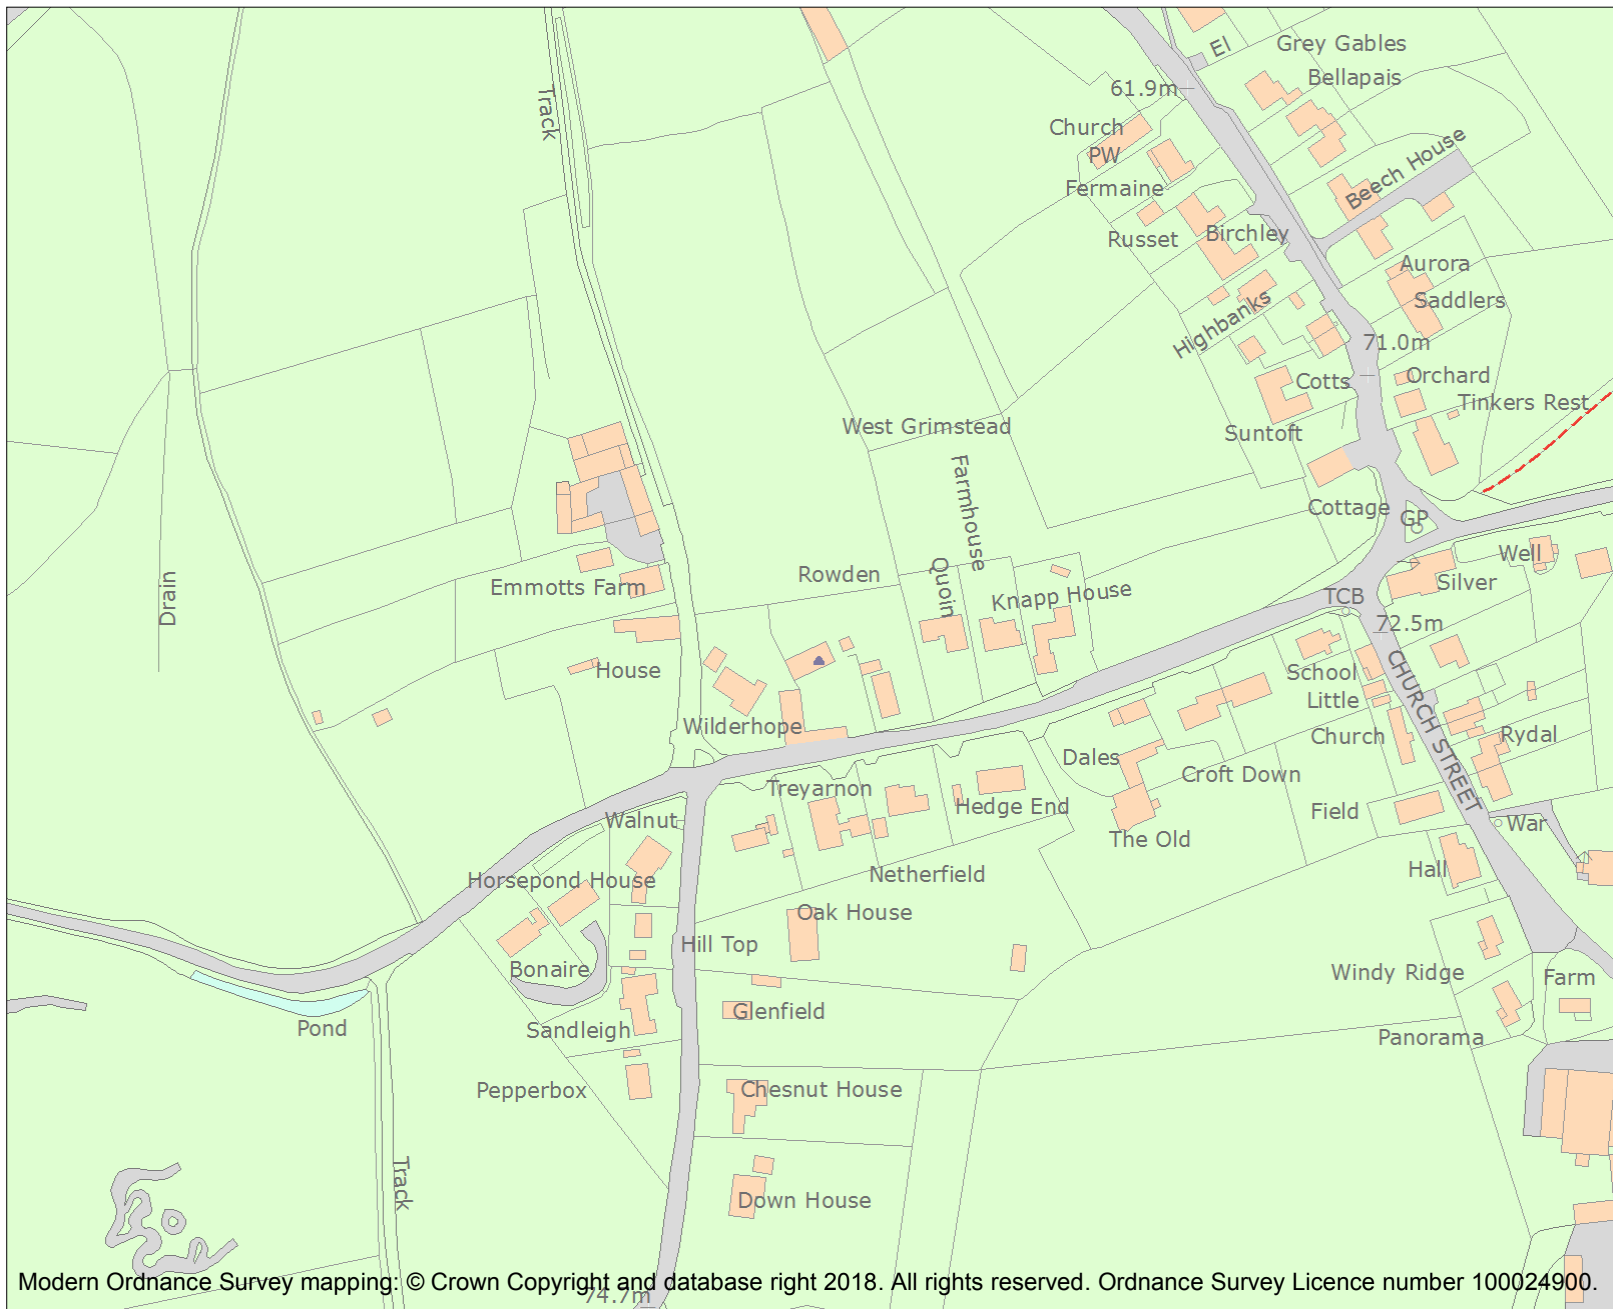 El
Grey Gables
Bellapais
61.9m
Track
Church
PW
Beech House
Fermaine
Russet
Birchley
Aurora
Saddlers
Highbanks
71.0m
Cotts
Orchard
Tinkers Rest
West Grimstead
Suntoft
Farmhouse
Cottage
GP
Well
Rowden
Quoin
Knapp House
Silver
Emmotts Farm
Drain
TCB
72.5m
House
School
Little
CHURCH STREET
Wilderhope
Church
Rydal
Dales
Croft Down
Treyarnon
Hedge End
Field
War
Walnut
The Old
Hall
Horsepond House
Netherfield
Oak House
Hill Top
Bonaire
Windy Ridge
Farm
Glenfield
Pond
Sandleigh
Panorama
Pepperbox
Chesnut House
Track
Down House
74.7m
Modern Ordnance Survey mapping: © Crown Copyright and database right 2018. All rights reserved. Ordnance Survey Licence number 100024900.